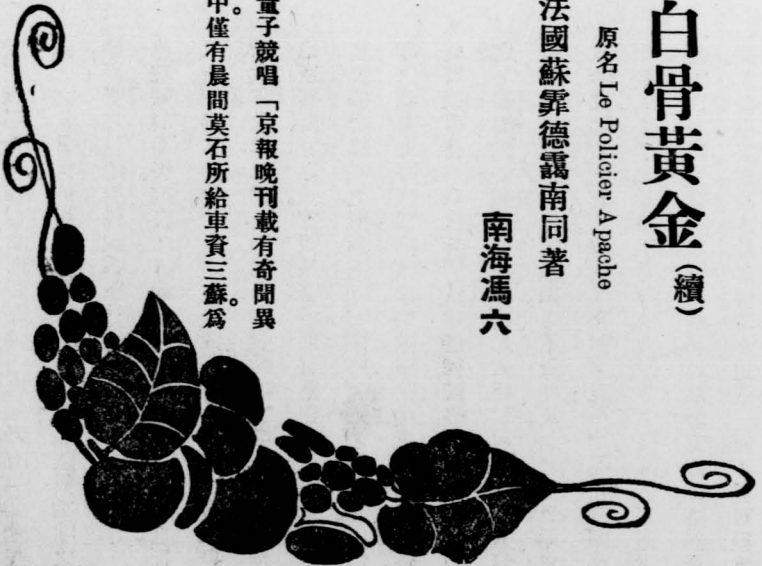 白骨黃金（續）
原名 Le Policier Apache
法國蘇霏德靄南同著
南海馮六
童子競唱「京報晚刊載有奇聞異
。
中僅有晨間莫石所給車資三蘇。爲